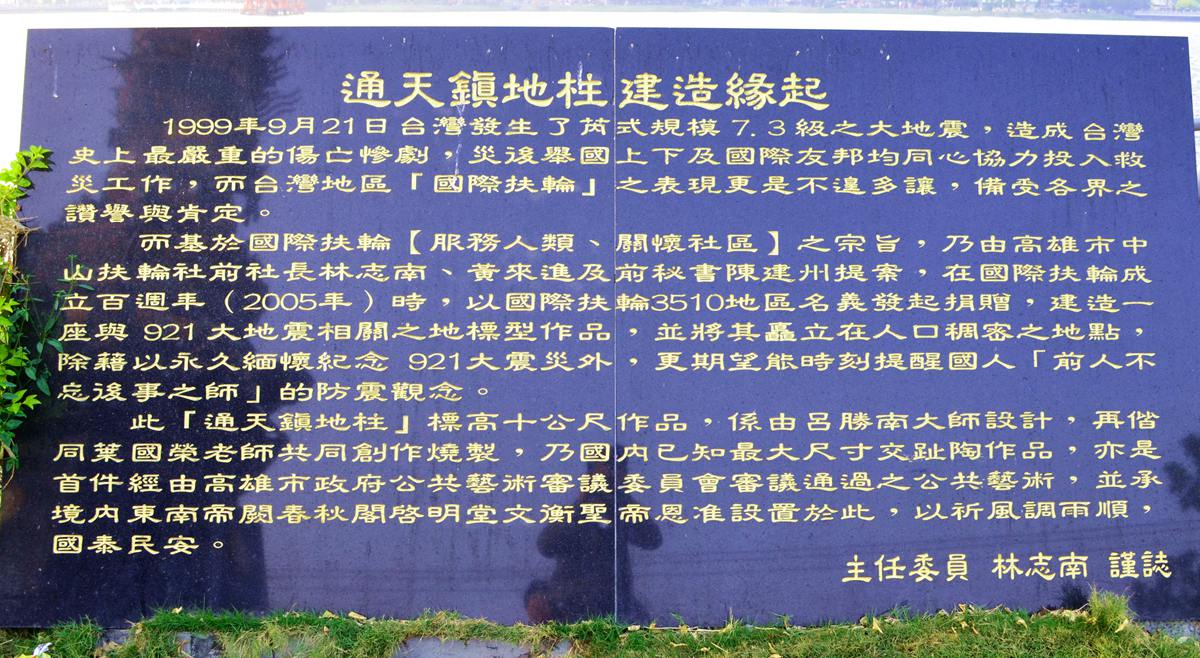 通天鎮地柱建造緣起
1999年9月21日台灣發生了芮式規模7.3級之大地震，造成台灣
史上最嚴重的傷亡慘劇，災後舉國上下及國際友邦均同心協力投入救
災工作，而台灣地區「國際扶輪」之表現更是不遑多讓，備受各界之
讚譽與肯定。
而基於國際扶輪【服務人類、關懷社區】之宗旨，乃由高雄市中
山扶輪社前社長林志南、黃來進及前秘書陳建州提案，在國際扶輪成
立百週年（2005年）時，以國際扶輪3510地區名義發起捐贈，建造一
座與 921大地震相關之地標型作品，並將其矗立在人口稠密之地點，
除藉以永久緬懷紀念 921大震災外，更期望能時刻提醒國人「前人不
忘後事之師」的防震觀念。
此「通天鎮地柱」標高十公尺作品，係由呂勝南大師設計，再偕
同葉國榮老師共同創作燒製，乃國內已知最大尺寸交趾陶作品，亦是
首件經由高雄市政府公共藝術審議委員會審議通過之公共藝術，並承
境內東南帝闕春秋閣啓明堂文衡聖帝恩准設置於此，以祈風調雨順，
國泰民安。
主任委員 林志南 謹誌